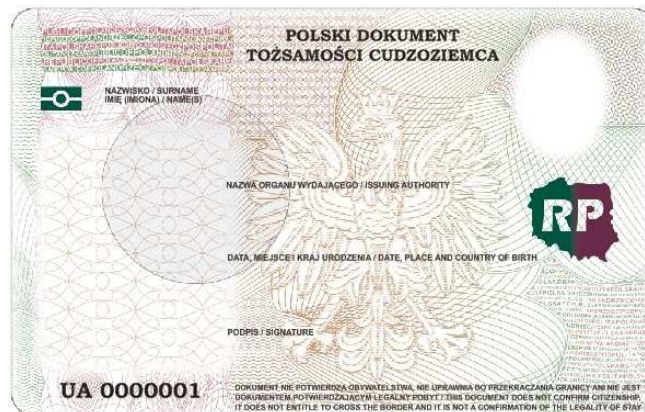 POLSKI DOKUMENT
TOŻSAMOŚCI CUDZOZIEMCA
NAZWISKO / SURNAME
IMIĘ (IMIONA) / NAME(S)
NAZWA ORGANU WYDAJĄCEGO / ISSUING AUTHORITY
RP
DATA, MIEJSCE I KRAJ URODZENIA / DATE, PLACE AND COUNTRY OF BIRTH
PODPIS / SIGNATURE
UA 0000001
DOKUMENT NIE POTWIERDZA OBYWATELSTWA, NIE UPRAWNIA DO PRZEKRACZANIA GRANICY ANI NIE JEST
DOKUMENTEM POTWIERDZAJĄCYM LEGALNY POBYT / THIS DOCUMENT DOES NOT CONFIRM CITIZENSHIP,
IT DOES NOT ENTITLE TO CROSS THE BORDER AND IT IS NOT A CONFIRMATION OF THE LEGALITY OF STAY